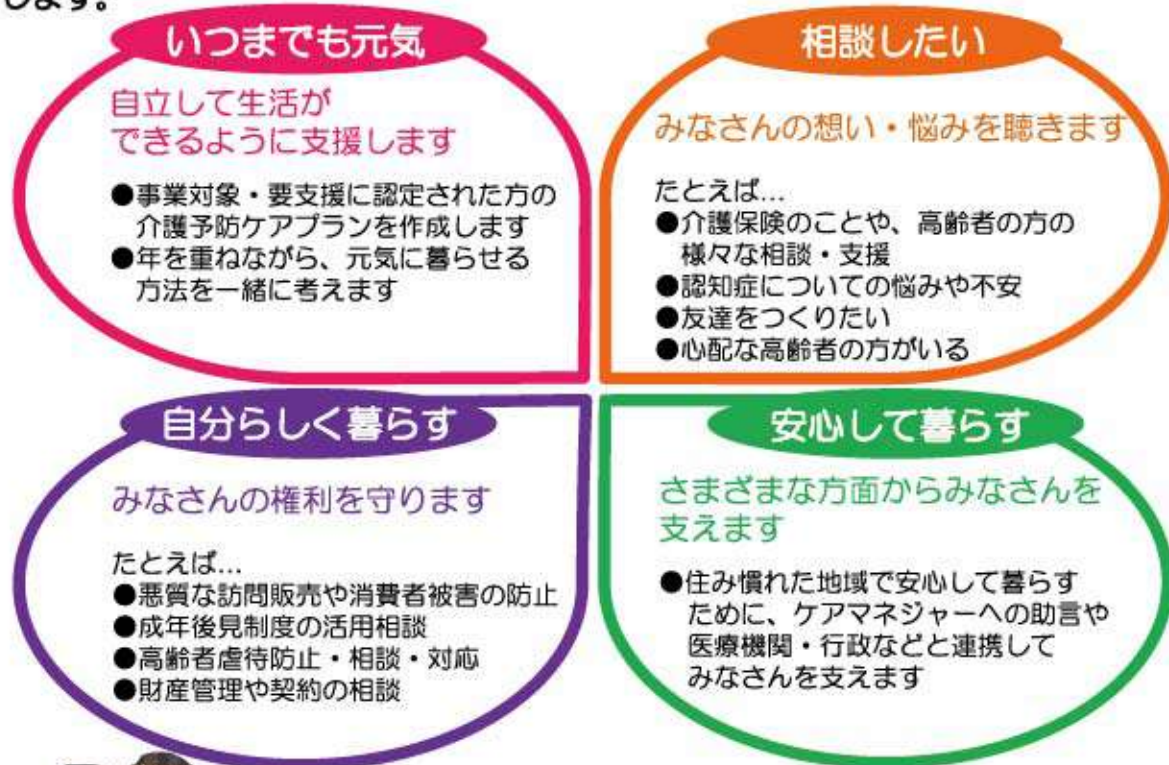 します。
いつまでも元気
自立して生活が
できるように支援します
●事業対象・要支援に認定された方の
介護予防ケアプランを作成します
●年を重ねながら、元気に暮らせる
方法を一緒に考えます
相談したい
みなさんの想い・悩みを聴きます
たとえば…
●介護保険のことや、高齢者の方の
様々な相談・支援
●認知症についての悩みや不安
●友達をつくりたい
●心配な高齢者の方がいる
自分らしく暮らす
みなさんの権利を守ります
たとえば…
●悪質な訪問販売や消費者被害の防止
●成年後見制度の活用相談
●高齢者虐待防止・相談・対応
●財産管理や契約の相談
安心して暮らす
さまざまな方面からみなさんを
支えます
●住み慣れた地域で安心して暮らす
ために、ケアマネジャーへの助言や
医療機関・行政などと連携して
みなさんを支えます